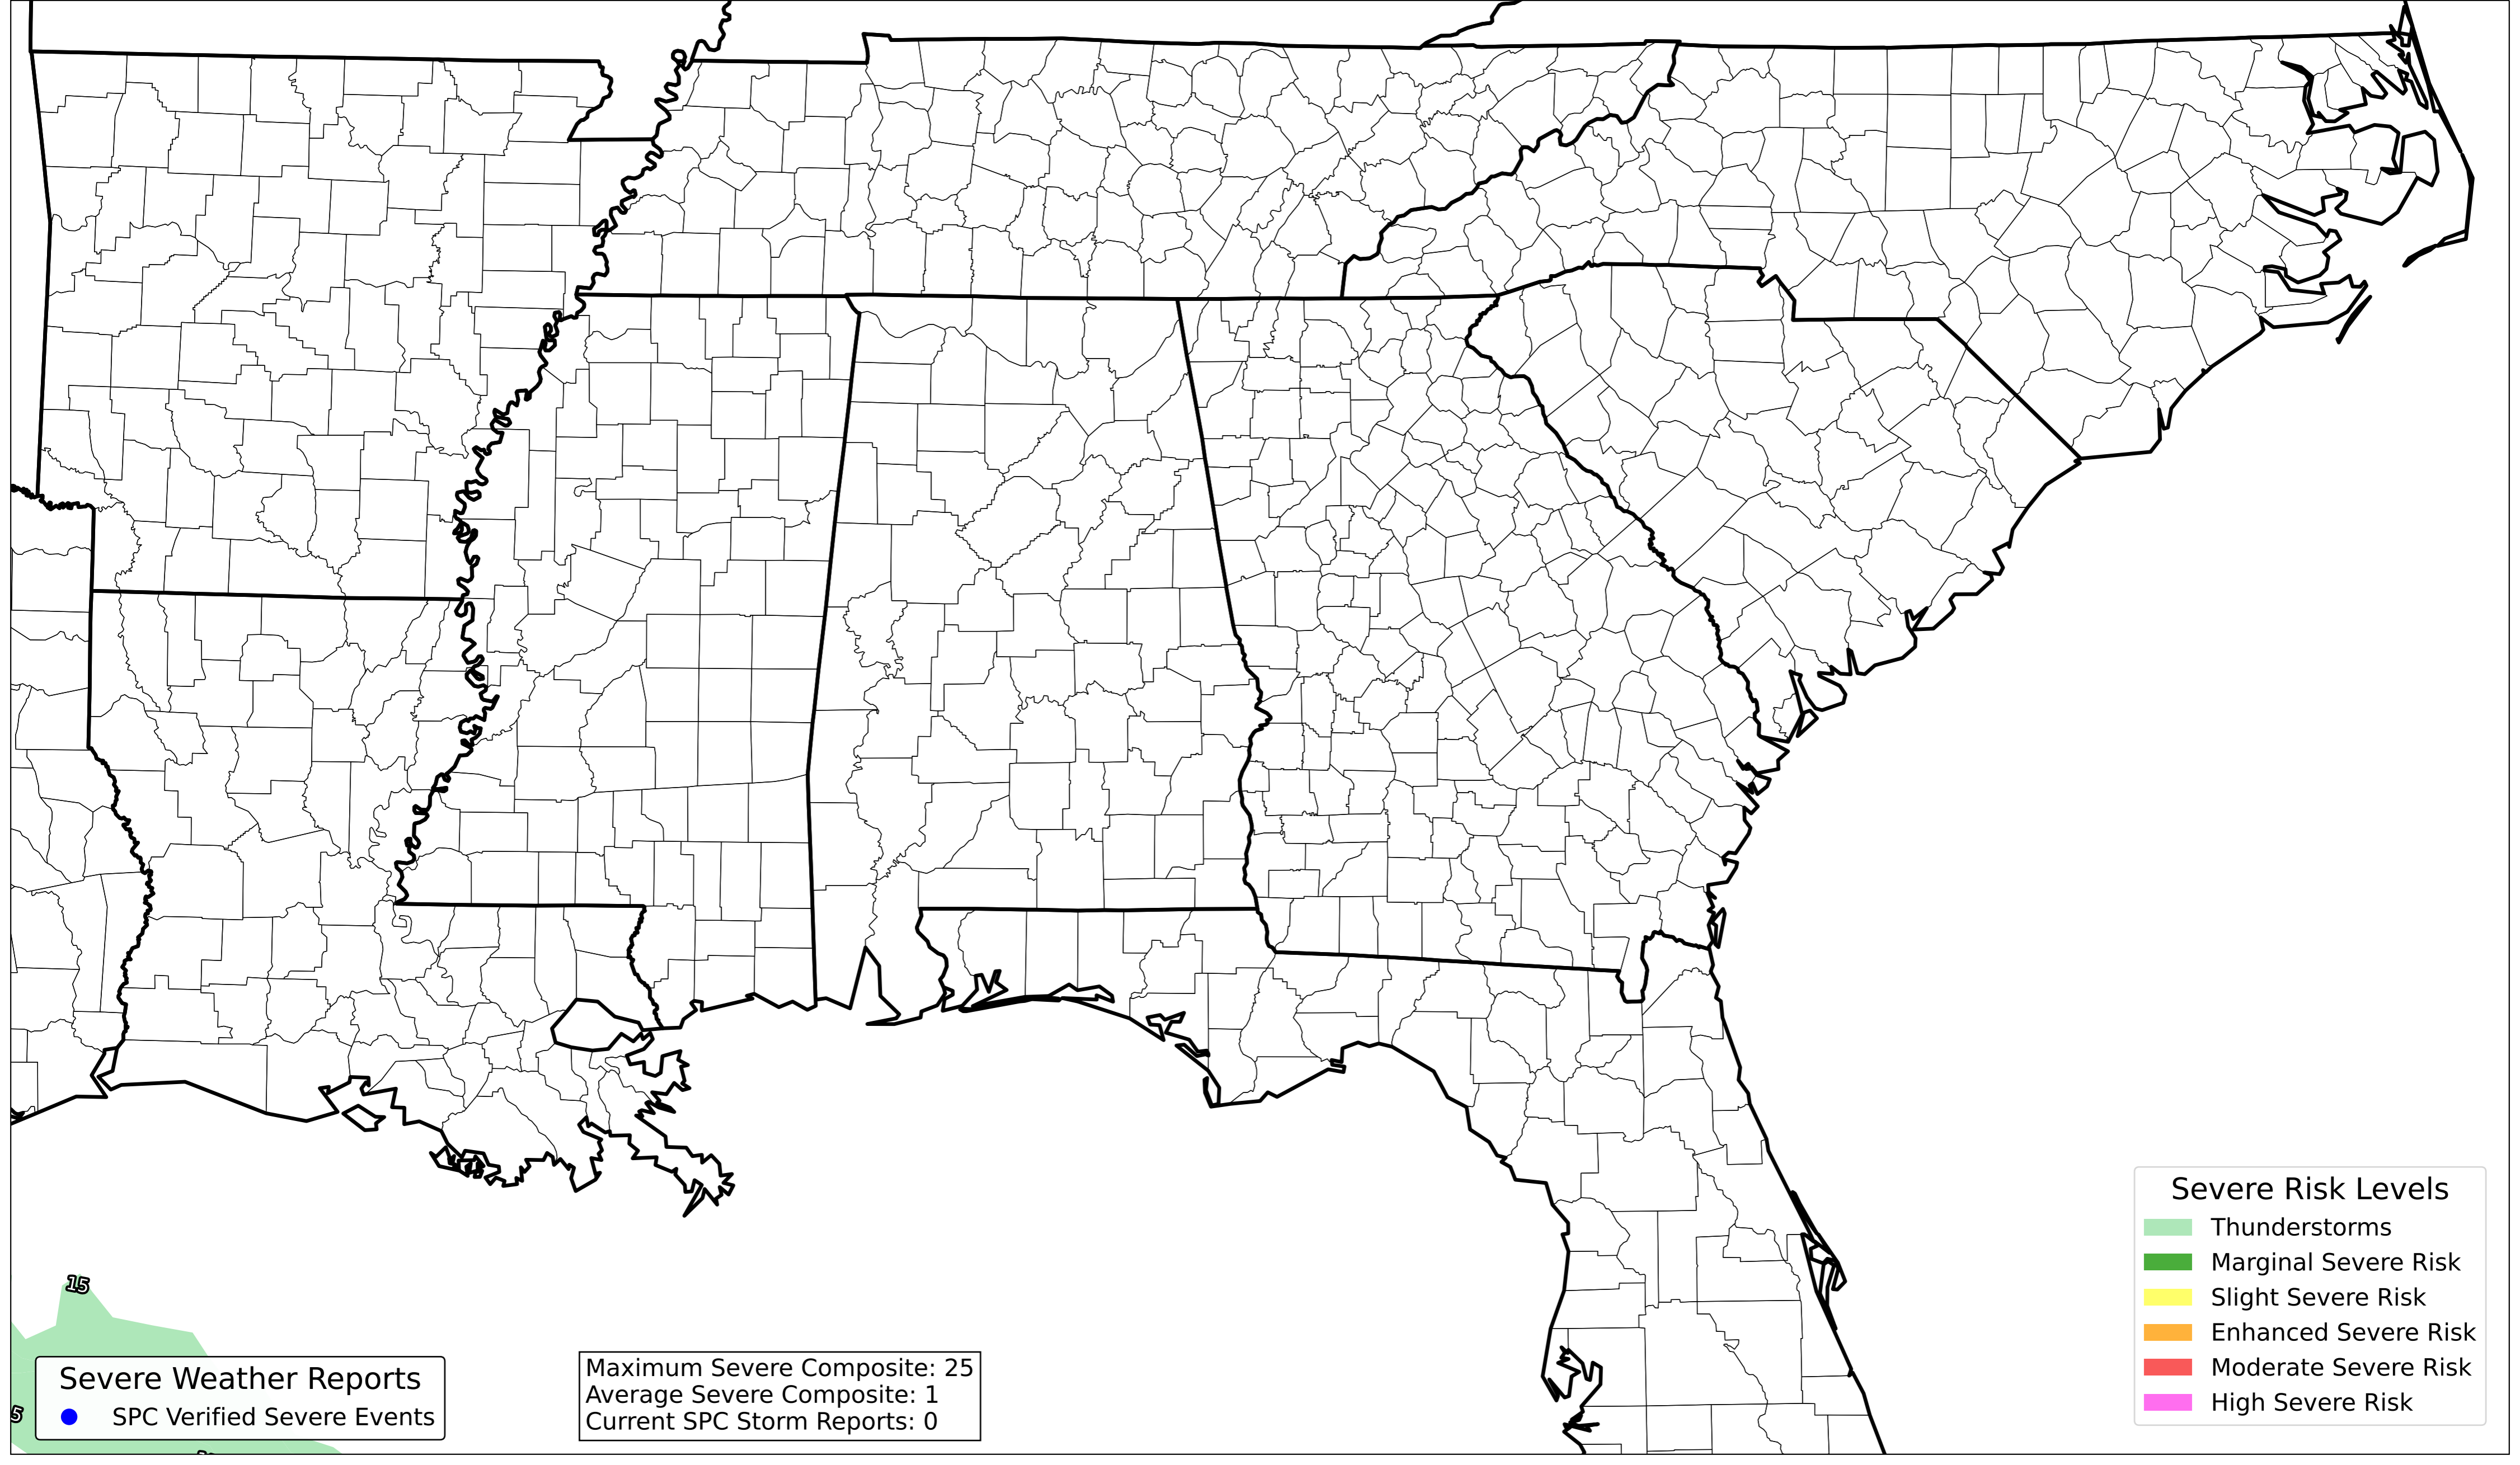 Severe Risk Levels
Thunderstorms
Marginal Severe Risk
Slight Severe Risk
Enhanced Severe Risk
Moderate Severe Risk
High Severe Risk
15
Severe Weather Reports
SPC Verified Severe Events
5
Maximum Severe Composite: 25
Average Severe Composite: 1
Current SPC Storm Reports: 0